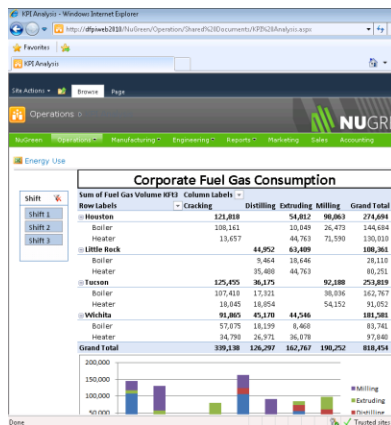 KPI Analysis - Windows Internet Explorer
http://dfpiweb2010/NuGreen/Operation/Shared%20Documents/KPI%20Analysis.aspx
Favorites
KPI Analysis
Site Actions Browse Page
Operations
NUGRE
NuGreen Operations Manufacturing Engineering Reports Marketing Sales Accounting
Energy Use
Corporate Fuel Gas Consumption
Sum of Fuel Gas Volume KFt3 Column Labels
Shift
Row Labels Cracking Distilling Extruding Milling Grand Total
Shift 1
Houston 121,818 54,812 98,063 274,694
Shift 2
Boiler 108,161 10,049 26,473 144,684
Shift 3
Heater 13,657 44,763 71,590 130,010
Little Rock 44,952 63,409 108,361
Boiler 9,464 18,646 28,110
Heater 35,488 44,763 80,251
Tucson 125,455 36,175 92,188 253,819
Boiler 107,410 17,321 38,036 162,767
Heater 18,045 18,854 54,152 91,052
Wichita 91,865 45,170 44,546 181,581
Boiler 57,075 18,199 8,468 83,741
Heater 34,790 26,971 36,078 97,840
Grand Total 339,138 126,297 162,767 190,252 818,454
200,000
150,000
100,000
50,000
Milling
Extruding
Distilling
Done
Trusted sites